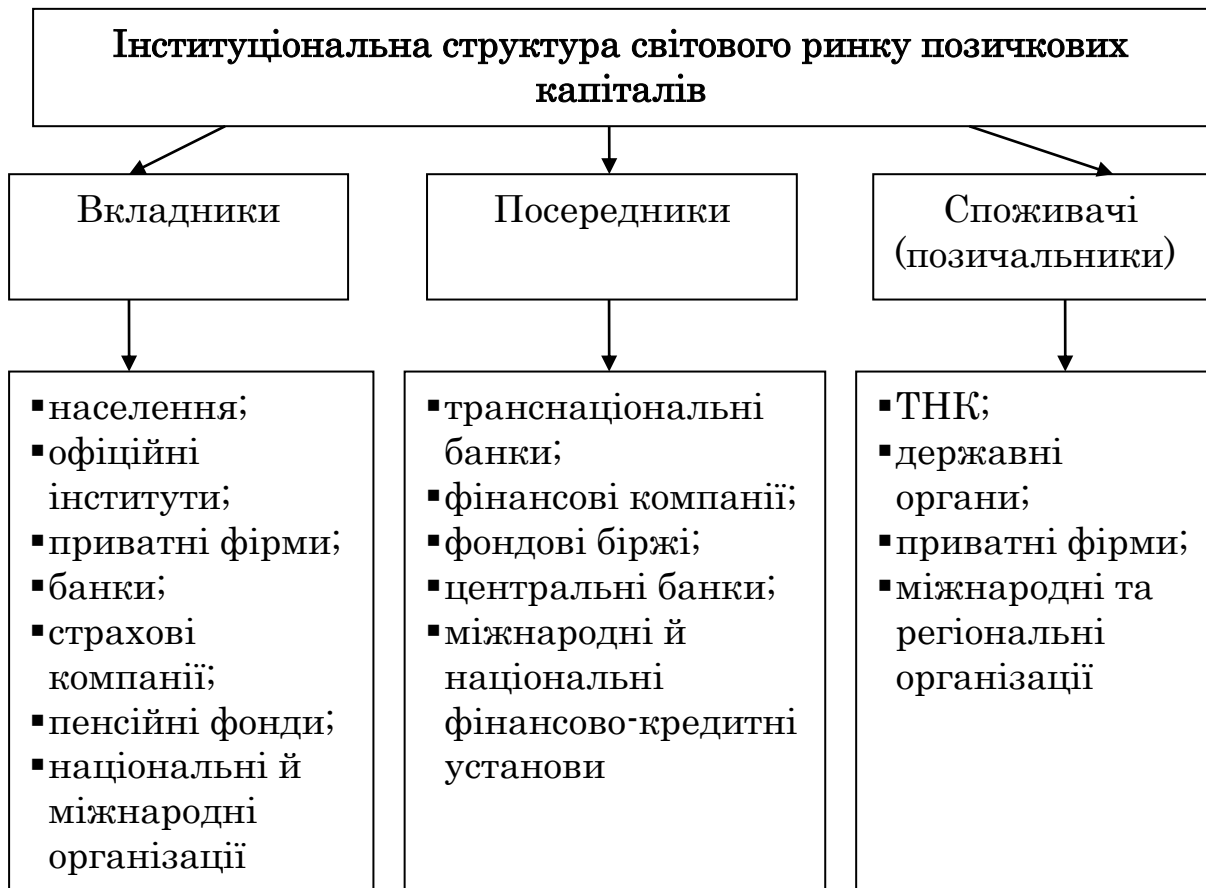 Інституціональна структура світового ринку позичкових
капіталів
Вкладники
Посередники
Споживачі
(позичальники)
▪населення;
▪офіційні
інститути;
▪приватні фірми;
▪банки;
▪страхові
компанії;
▪пенсійні фонди;
▪національні й
міжнародні
організації
▪транснаціональні
банки;
▪фінансові компанії;
▪фондові біржі;
▪центральні банки;
▪міжнародні й
національні
фінансово-кредитні
установи
▪ТНК;
▪державні
органи;
▪приватні фірми;
▪міжнародні та
регіональні
організації